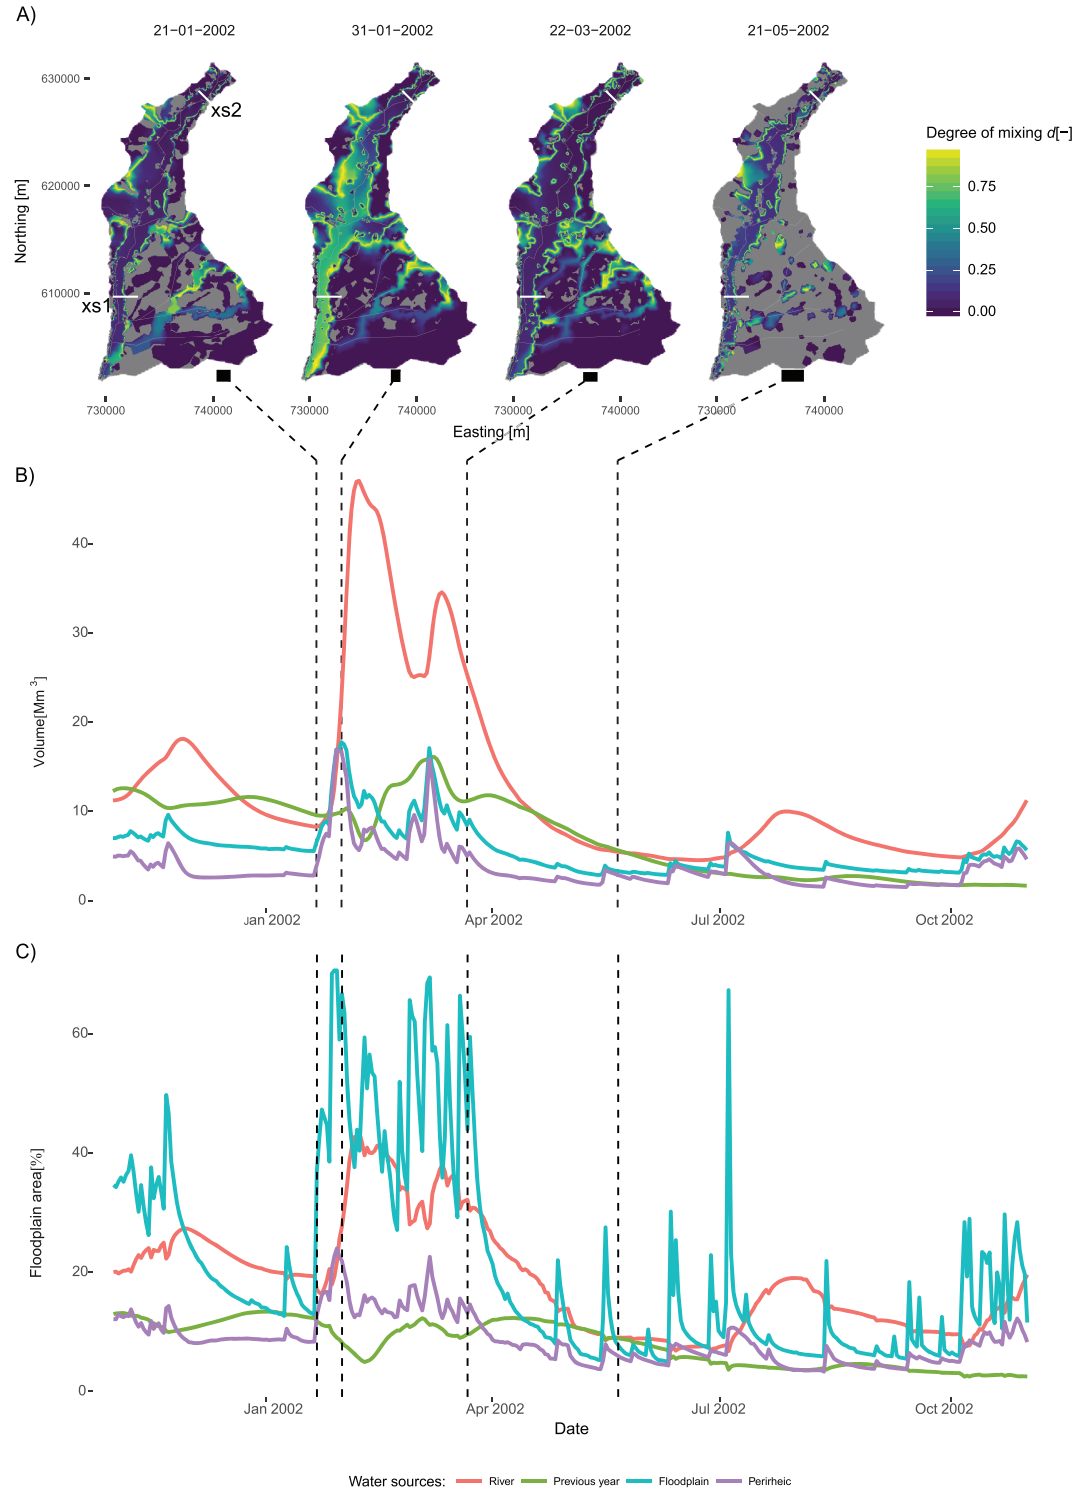 A)
21−01−2002
31−01−2002
22−03−2002
21−05−2002
630000
620000
610000
Northing [m]
xs2
xs1
Degree of mixing d[−]
0.75
0.50
0.25
0.00
730000
740000
730000
740000
730000
740000
730000
740000
Easting [m]
B)
40
30
20
10
0
Volume[Mm³]
Jan 2002
Apr 2002
Jul 2002
Oct 2002
C)
60
40
20
0
Floodplain area[%]
Jan 2002
Apr 2002
Jul 2002
Oct 2002
Date
Water sources: River Previous year Floodplain Perirheic